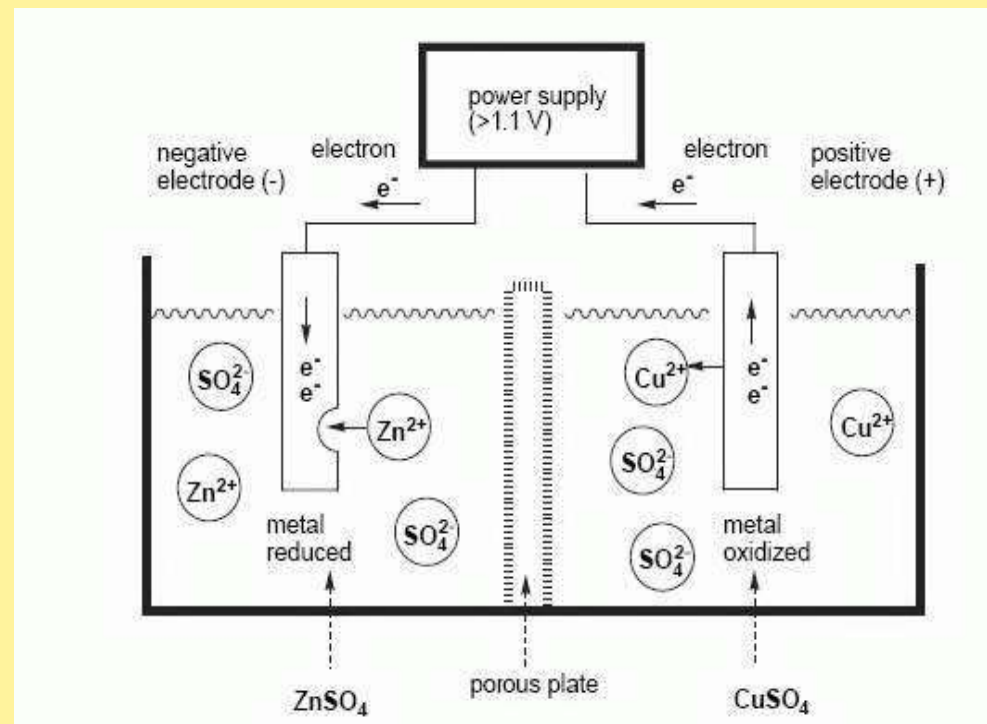 power supply
(>1.1 V)
negative
electrode (-)
electron
e⁻
electron
e⁻
positive
electrode (+)
SO₄²⁻
e⁻
e⁻
Zn²⁺
Zn²⁺
SO₄²⁻
metal
reduced
Cu²⁺
e⁻
e⁻
Cu²⁺
SO₄²⁻
SO₄²⁻
metal
oxidized
ZnSO₄
porous plate
CuSO₄